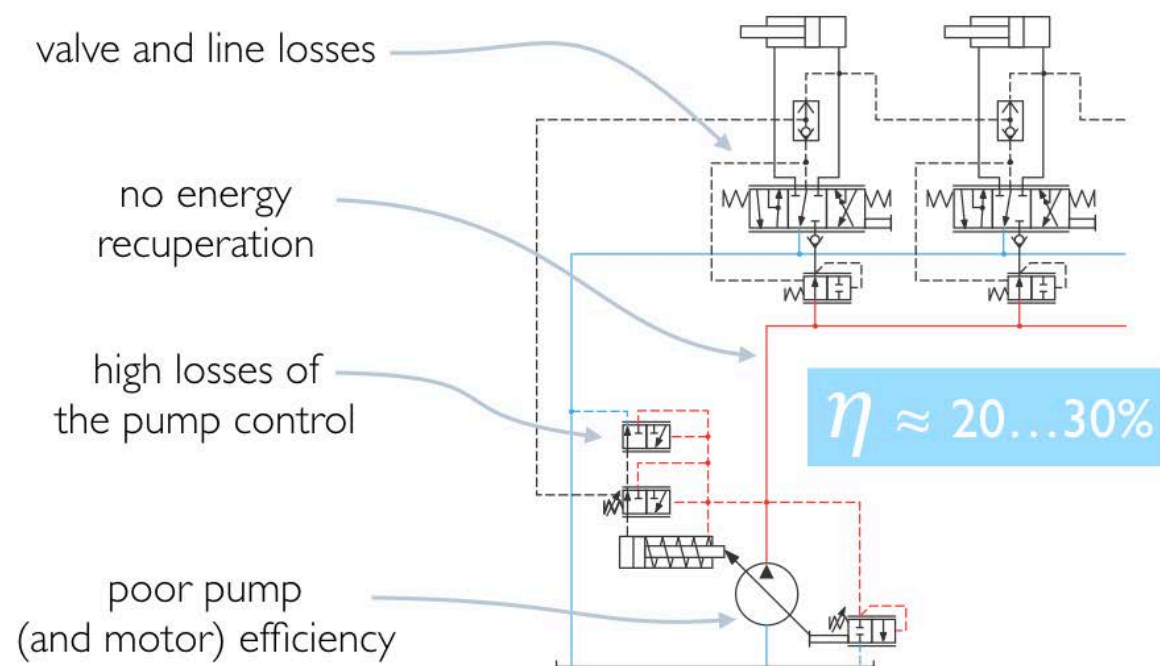 valve and line losses
no energy
recuperation
high losses of
the pump control
η ≈ 20...30%
poor pump
(and motor) efficiency